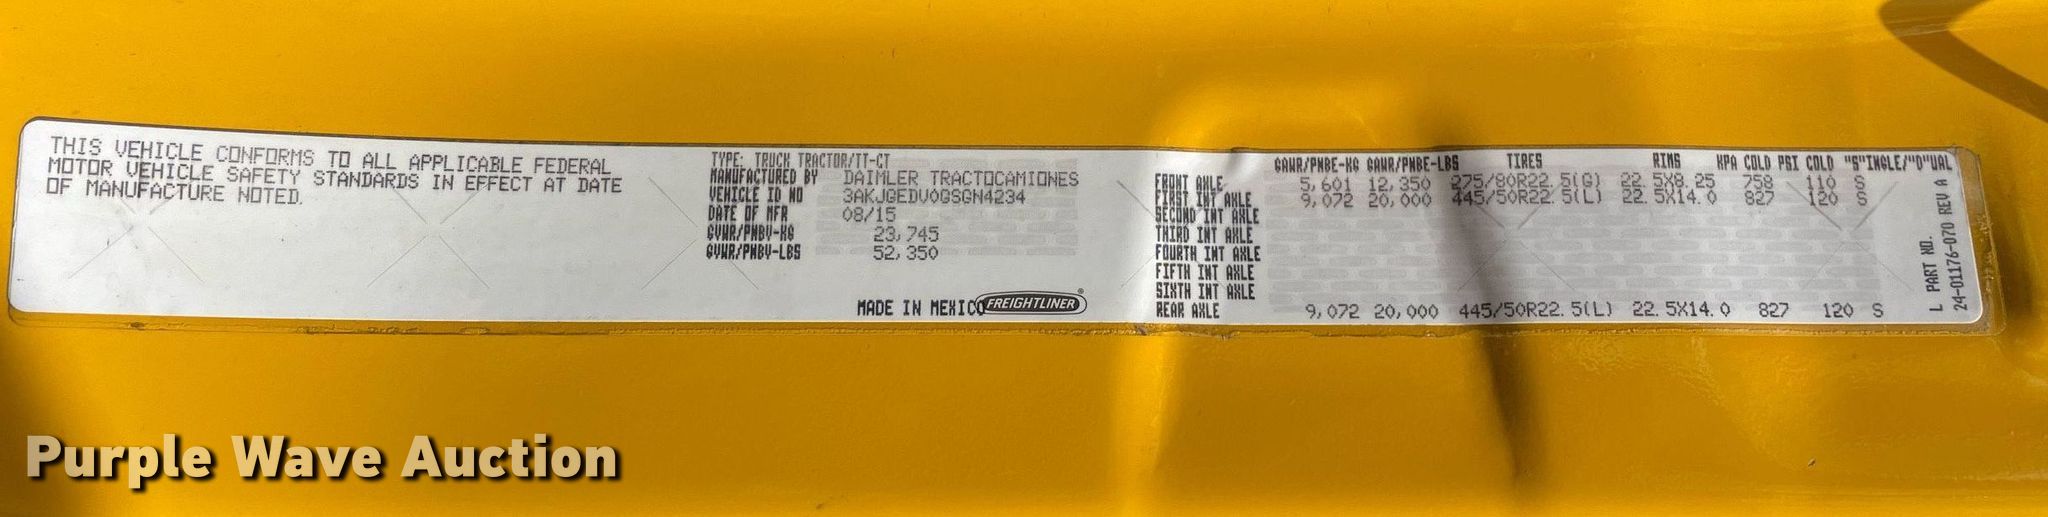 THIS VEHICLE CONFORMS TO ALL APPLICABLE FEDERAL
MOTOR VEHICLE SAFETY STANDARDS IN EFFECT AT DATE
OF MANUFACTURE NOTED.
TYPE: TRUCK TRACTOR/TT-CT
MANUFACTURED BY DAIMLER TRACTOCAMIONES
VEHICLE ID NO 3AKJGEDV0GSGN4234
DATE OF MFR 08/15
GVWR/PNBV-KG 23,745
GVWR/PNBV-LBS 52,350
MADE IN MEXICO FREIGHTLINER®
GAWR/PNBE-KG GAWR/PNBE-LBS TIRES RIMS KPA COLD PSI COLD "S"INGLE/"D"UAL
FRONT AXLE 5,601 12,350 275/80R22.5(G) 22.5X8.25 758 110 S
FIRST INT AXLE 9,072 20,000 445/50R22.5(L) 22.5X14.0 827 120 S
SECOND INT AXLE
THIRD INT AXLE
FOURTH INT AXLE
FIFTH INT AXLE
SIXTH INT AXLE
REAR AXLE 9,072 20,000 445/50R22.5(L) 22.5X14.0 827 120 S
L PART NO.
24-01176-070 REV A
Purple Wave Auction